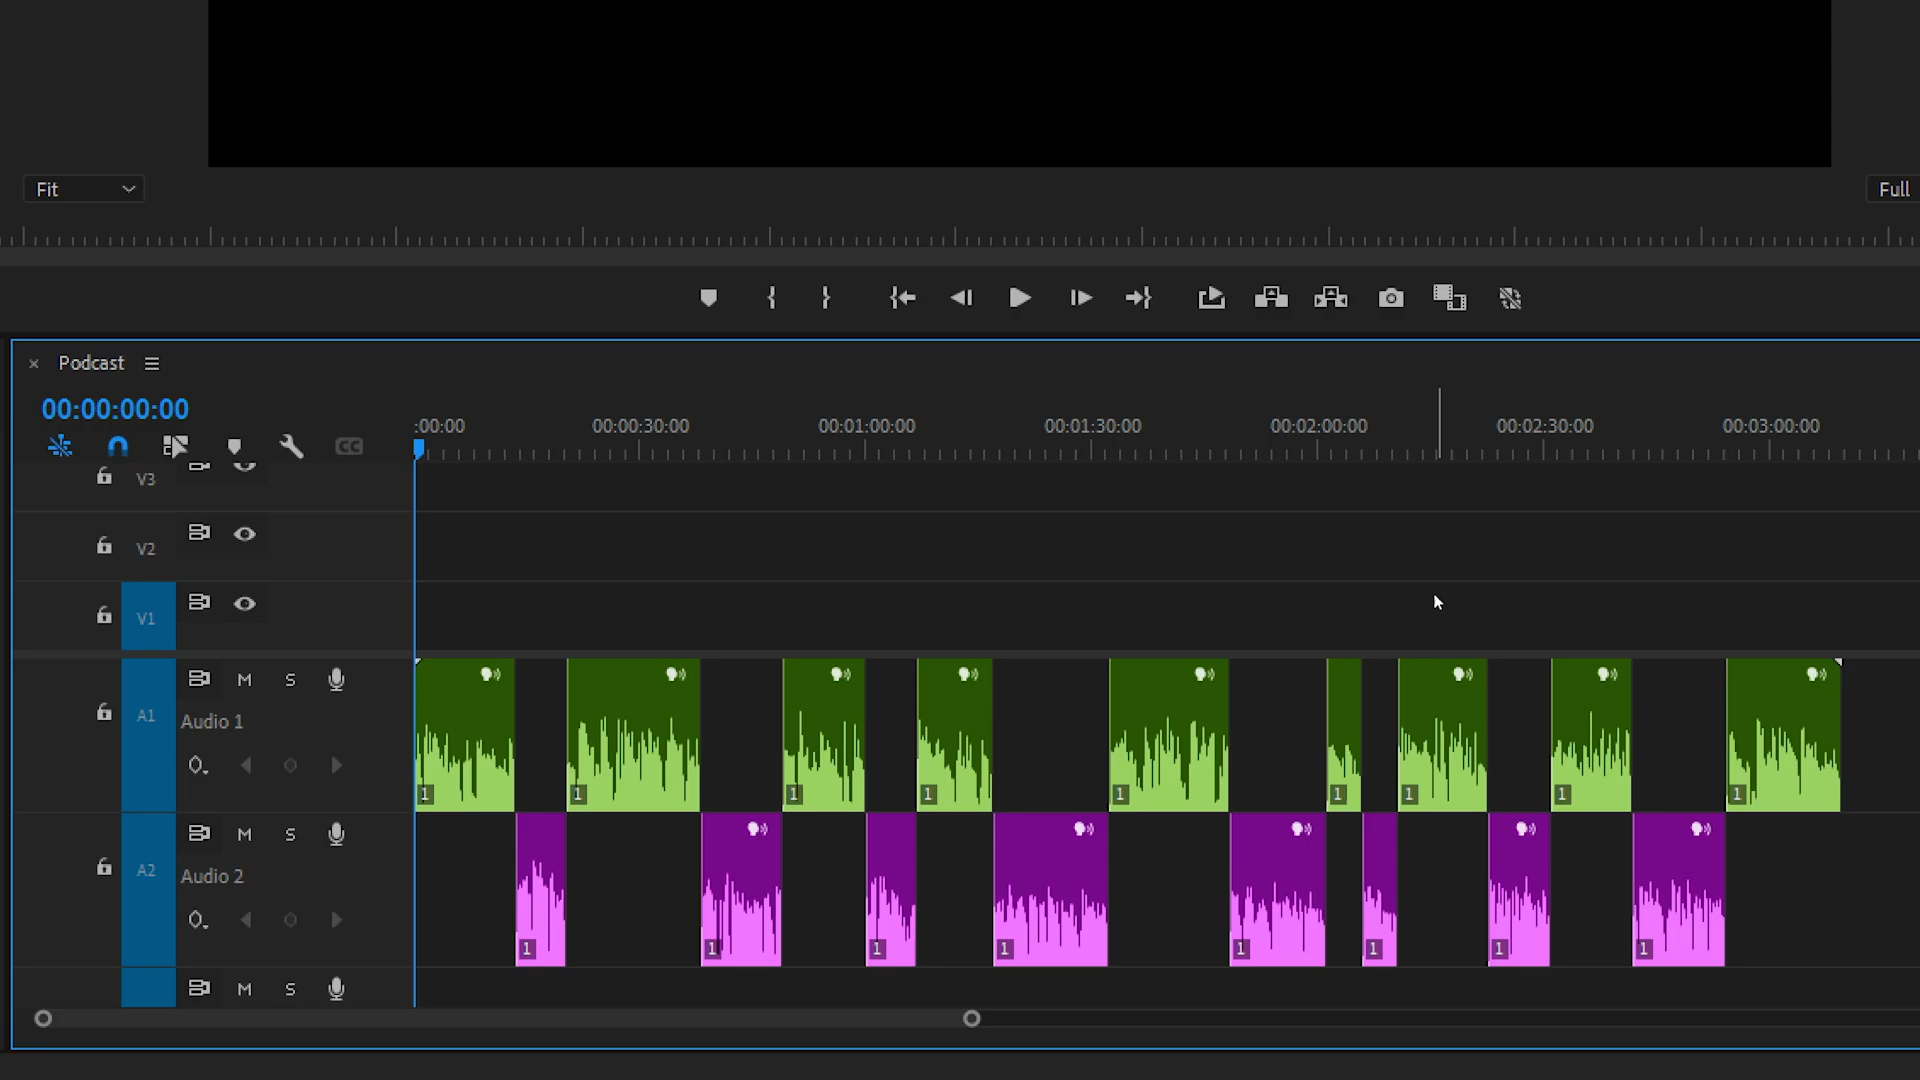 Fit
Full
Podcast
00:00:00:00
:00:00 00:00:30:00 00:01:00:00 00:01:30:00 00:02:00:00 00:02:30:00 00:03:00:00
CC
V3
V2
V1
M S
A1
Audio 1
1 1 1 1 1 1 1 1 1
M S
A2
Audio 2
1 1 1 1 1 1 1 1
M S